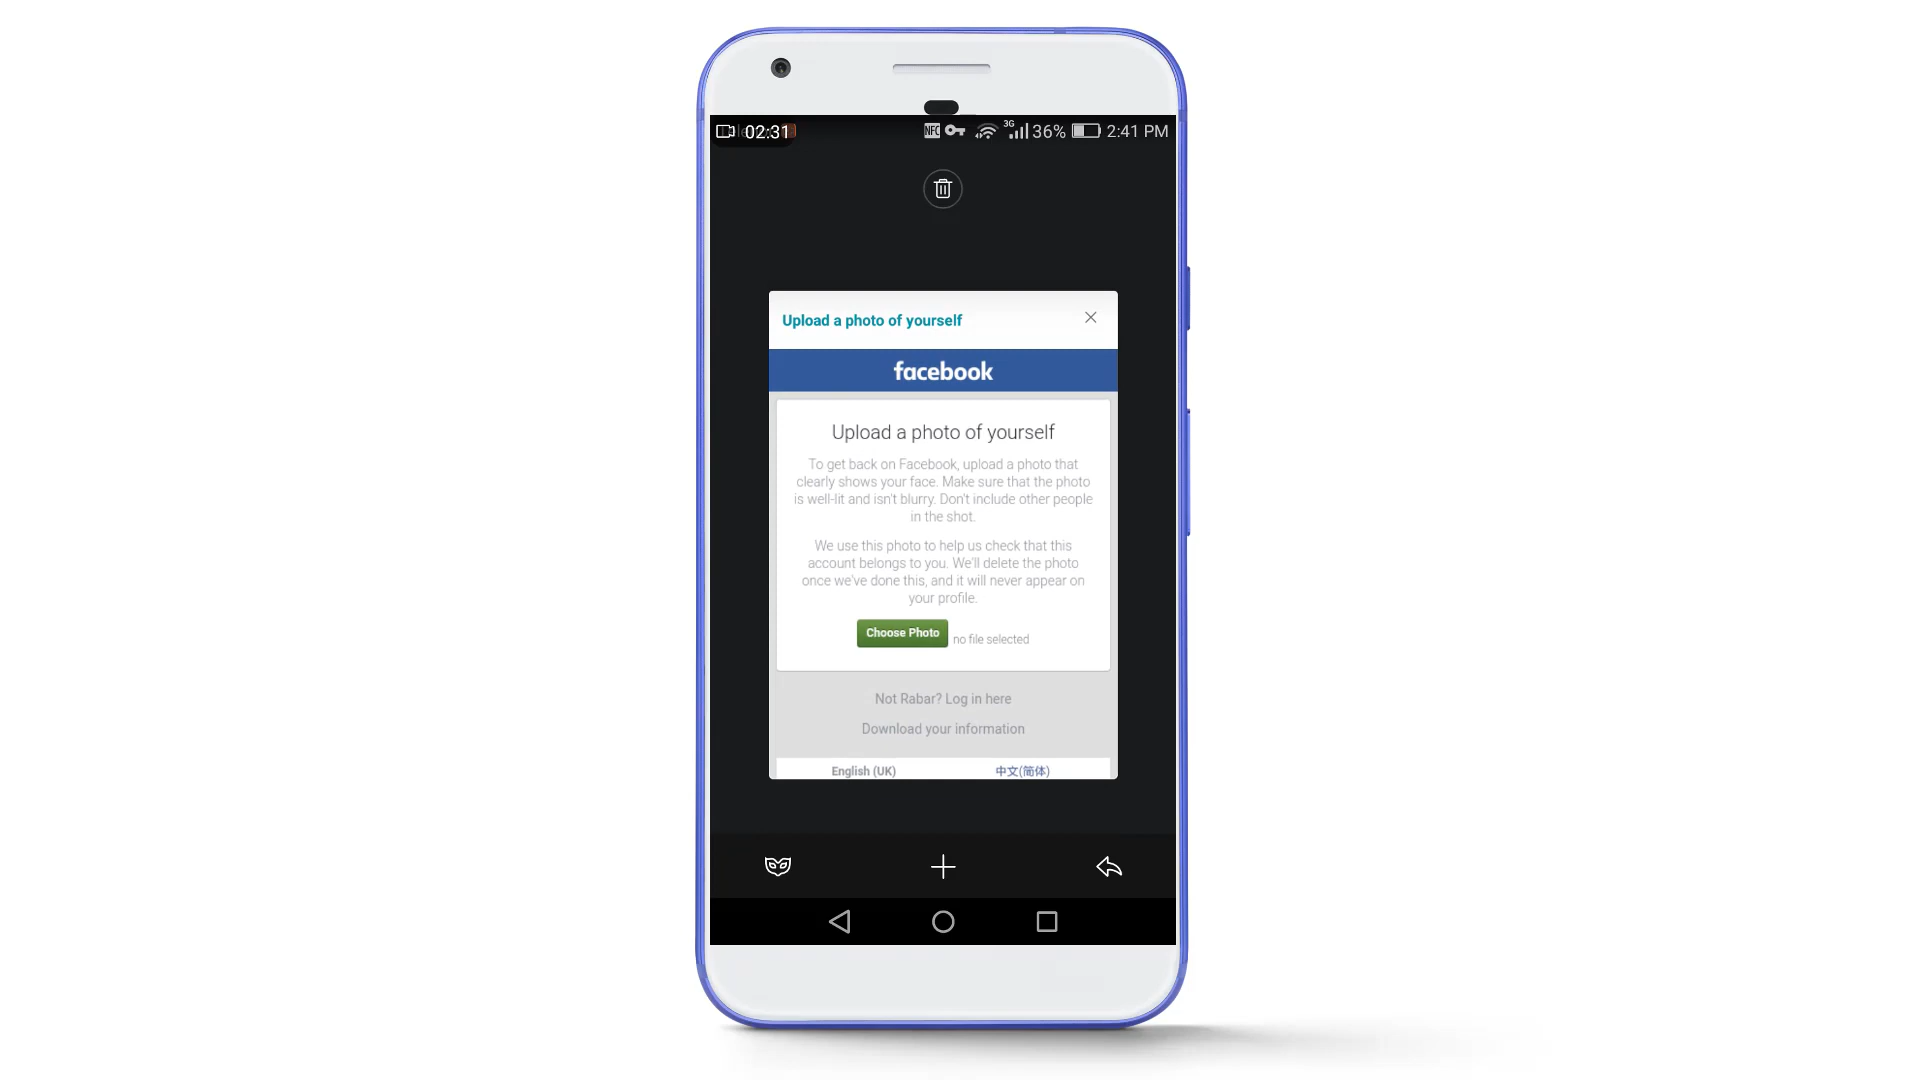 02:31 NFC 3G 36% 2:41 PM
Upload a photo of yourself
facebook
Upload a photo of yourself
To get back on Facebook, upload a photo that
clearly shows your face. Make sure that the photo
is well-lit and isn't blurry. Don't include other people
in the shot.
We use this photo to help us check that this
account belongs to you. We'll delete the photo
once we've done this, and it will never appear on
your profile.
Choose Photo no file selected
Not Rabar? Log in here
Download your information
English (UK) 中文(简体)